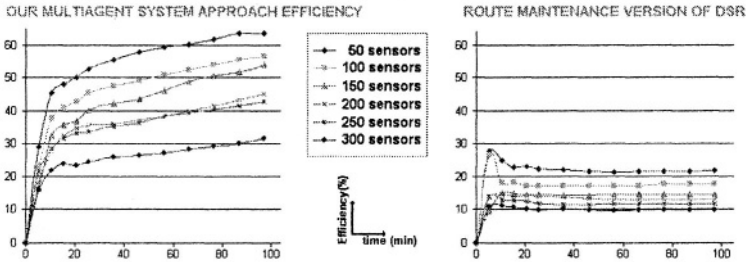 OUR MULTIAGENT SYSTEM APPROACH EFFICIENCY
60
50
40
30
20
10
0
0 20 40 60 80 100
50 sensors
100 sensors
150 sensors
200 sensors
250 sensors
300 sensors
Efficiency(%)
time (min)
ROUTE MAINTENANCE VERSION OF DSR
60
50
40
30
20
10
0
0 20 40 60 80 100